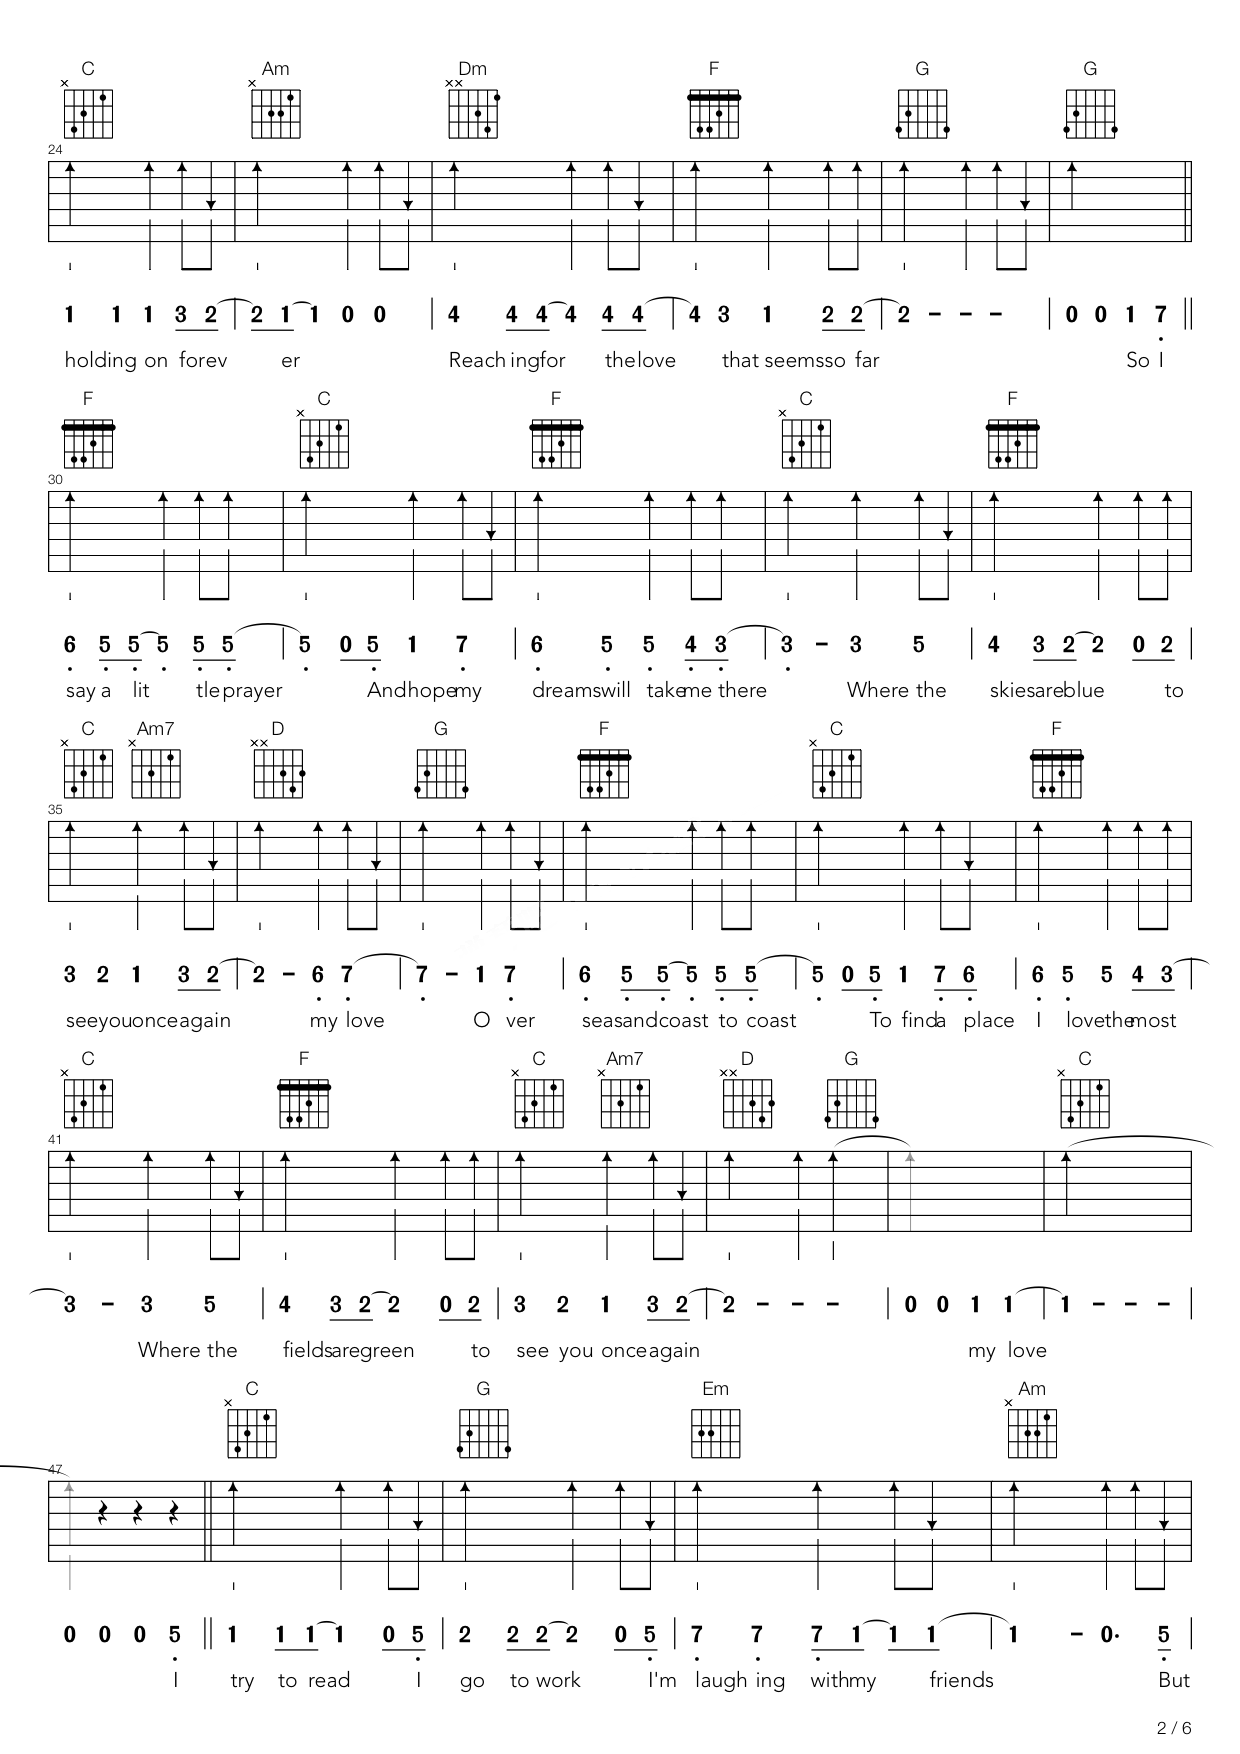 C Am Dm F G G
24
1 1 1 3 2 2 1 1 0 0 4 4 4 4 4 4 4 3 1 2 2 2 - - - 0 0 1 7
holding on forev er Reach ingfor thelove that seemsso far So I
F C F C F
30
6 5 5 5 5 5 5 0 5 1 7 6 5 5 4 3 3 - 3 5 4 3 2 2 0 2
say a lit tleprayer Andhopemy dreamswill takeme there Where the skiesareblue to
C Am7 D G F C F
35
3 2 1 3 2 2 - 6 7 7 - 1 7 6 5 5 5 5 5 5 0 5 1 7 6 6 5 5 4 3
seeyouonceagain my love O ver seasandcoast to coast To finda place I lovethemost
C F C Am7 D G C
41
3 - 3 5 4 3 2 2 0 2 3 2 1 3 2 2 - - - 0 0 1 1 1 - - -
Where the fieldsaregreen to see you onceagain my love
C G Em Am
47
0 0 0 5 1 1 1 1 0 5 2 2 2 2 0 5 7 7 7 1 1 1 1 - 0· 5
I try to read I go to work I'm laugh ing withmy friends But
2 / 6